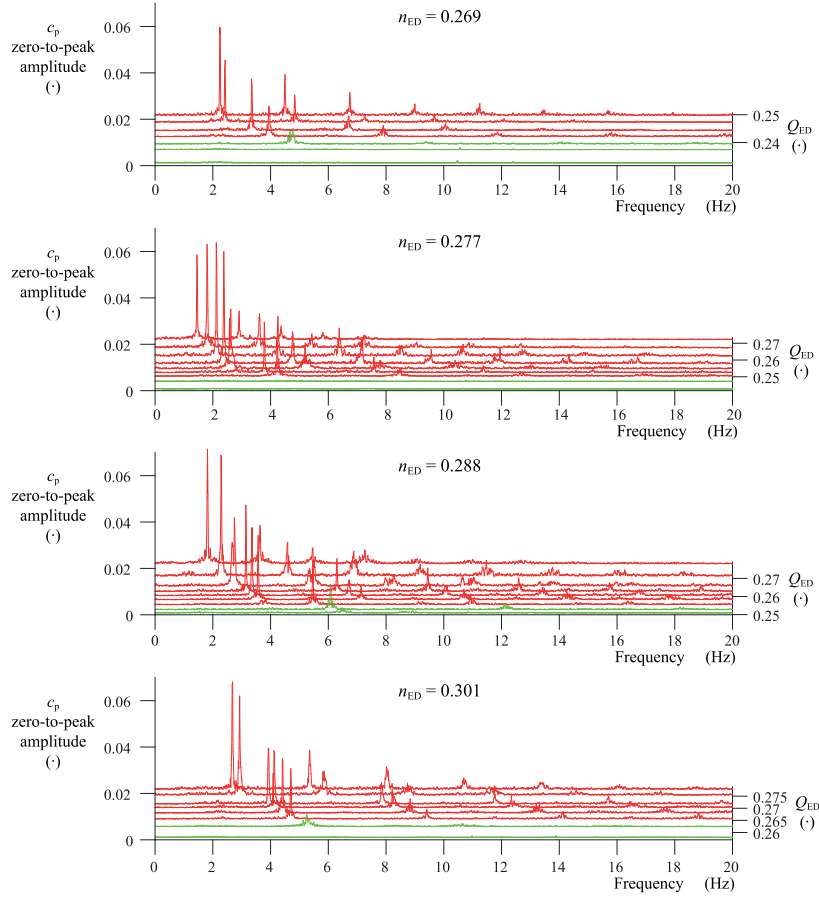 n_ED = 0.269
c_p
zero-to-peak
amplitude
(·)
0.06
0.04
0.02
0
0.25
0.24
Q_ED
(·)
0 2 4 6 8 10 12 14 16 18 20
Frequency (Hz)
n_ED = 0.277
c_p
zero-to-peak
amplitude
(·)
0.06
0.04
0.02
0
0.27
0.26
0.25
Q_ED
(·)
0 2 4 6 8 10 12 14 16 18 20
Frequency (Hz)
n_ED = 0.288
c_p
zero-to-peak
amplitude
(·)
0.06
0.04
0.02
0
0.27
0.26
0.25
Q_ED
(·)
0 2 4 6 8 10 12 14 16 18 20
Frequency (Hz)
n_ED = 0.301
c_p
zero-to-peak
amplitude
(·)
0.06
0.04
0.02
0
0.275
0.27
0.265
0.26
Q_ED
(·)
0 2 4 6 8 10 12 14 16 18 20
Frequency (Hz)